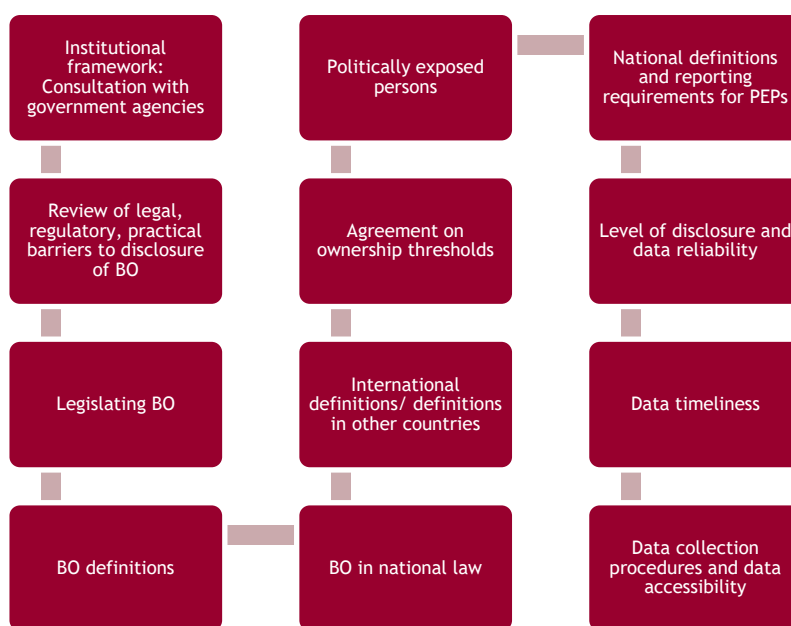 Institutional
framework:
Consultation with
government agencies
Review of legal,
regulatory, practical
barriers to disclosure
of BO
Legislating BO
BO definitions
BO in national law
International
definitions/ definitions
in other countries
Agreement on
ownership thresholds
Politically exposed
persons
National definitions
and reporting
requirements for PEPs
Level of disclosure and
data reliability
Data timeliness
Data collection
procedures and data
accessibility